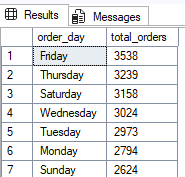 Results Messages
order_day total_orders
1 Friday 3538
2 Thursday 3239
3 Saturday 3158
4 Wednesday 3024
5 Tuesday 2973
6 Monday 2794
7 Sunday 2624